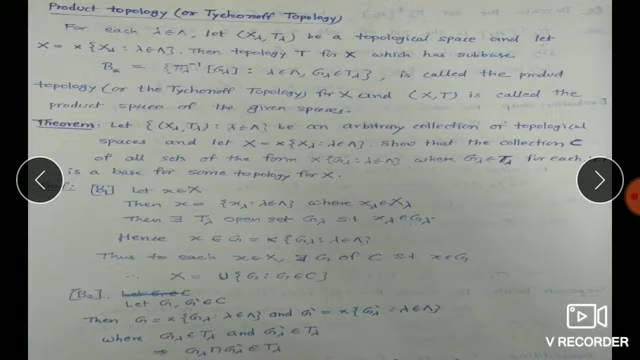 Product topology (or Tychonoff Topology)
For each λ∈Λ, let (Xλ, Tλ) be a topological space and let
X = × {Xλ : λ∈Λ}. Then topology T for X which has subbase
B* = {πλ⁻¹ [Gλ] : λ∈Λ, Gλ∈Tλ}, is called the product
topology (or the Tychonoff Topology) for X and (X,T) is called the
product space of the given spaces.
Theorem: Let {(Xλ, Tλ) : λ∈Λ} be an arbitrary collection of topological
spaces and let X = × {Xλ : λ∈Λ}. Show that the collection C
of all sets of the form × {Gλ : λ∈Λ} where Gλ∈Tλ for each
is a base for some topology for X.
[B1] Let x∈X
Then x = {xλ : λ∈Λ} where xλ∈Xλ
Then ∃ Tλ open set Gλ st xλ∈Gλ.
Hence x∈G = × {Gλ : λ∈Λ}
Thus to each x∈X, ∃ G of C st x∈G
∴ X = ∪ {G : G∈C}
[B2].
Let G, G'∈C
Then G = × {Gλ : λ∈Λ} and G' = × {G'λ : λ∈Λ}
where Gλ∈Tλ and G'λ∈Tλ
⇒ Gλ∩G'λ∈Tλ
V RECORDER